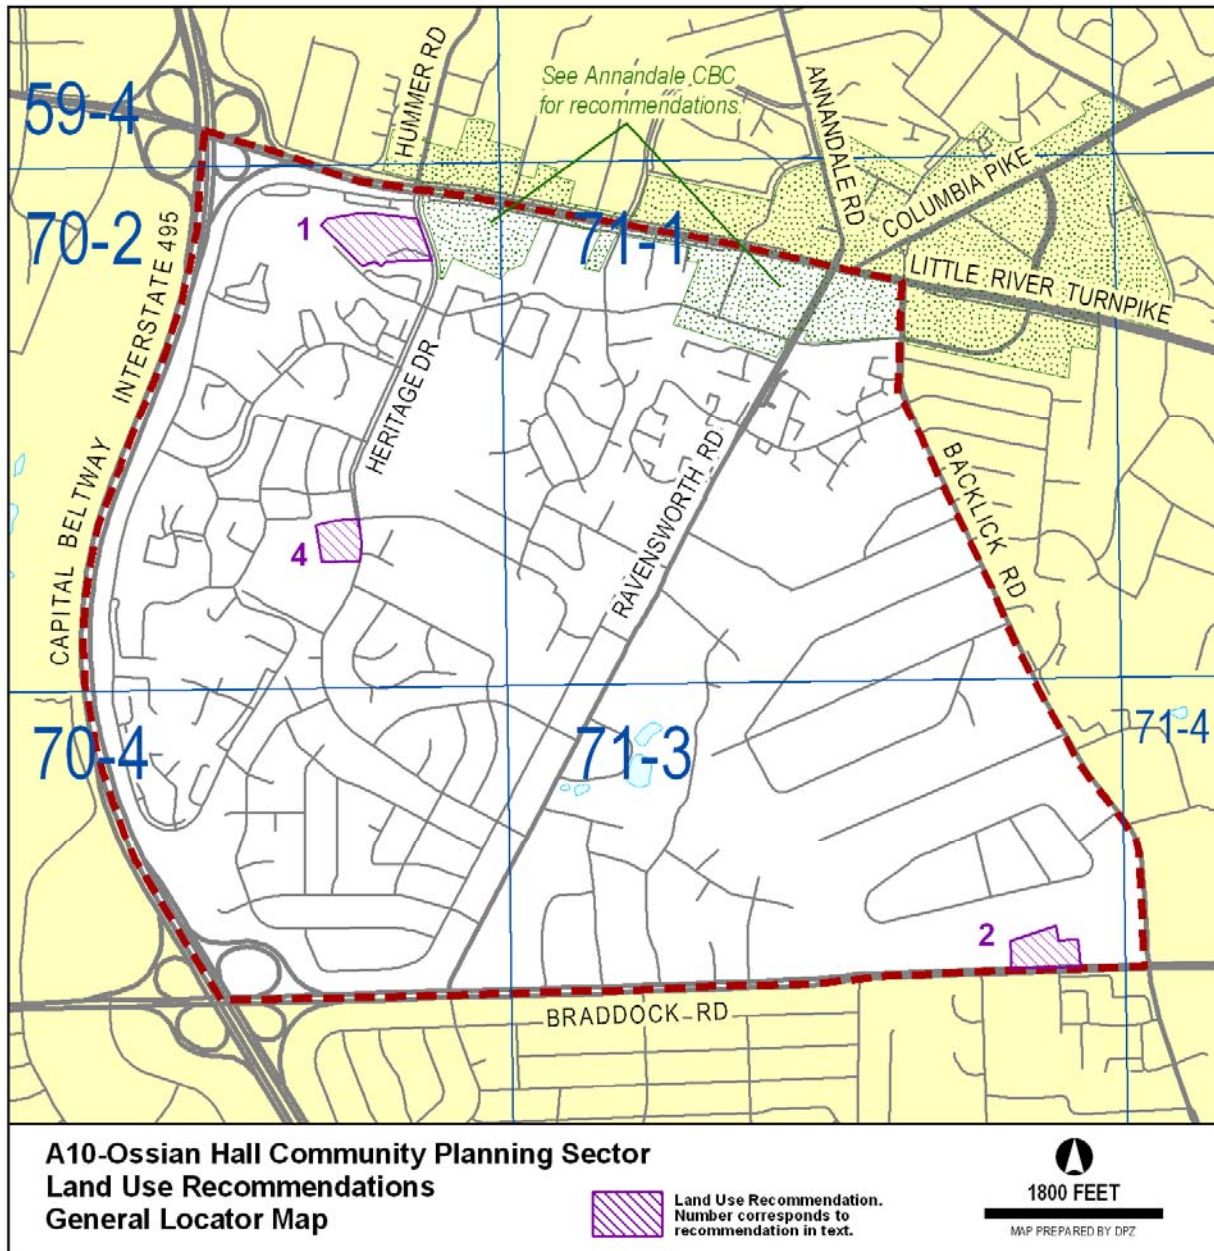 59-4
HUMMER RD
See Annandale CBC
for recommendations.
ANNANDALE RD
COLUMBIA PIKE
70-2
1
71-1
LITTLE RIVER TURNPIKE
INTERSTATE 495
HERITAGE DR
CAPITAL BELTWAY
RAVENSWORTH RD
BACKLICK RD
4
70-4
71-3
71-4
2
BRADDOCK RD
A10-Ossian Hall Community Planning Sector
Land Use Recommendations
General Locator Map
Land Use Recommendation.
Number corresponds to
recommendation in text.
1800 FEET
MAP PREPARED BY DPZ